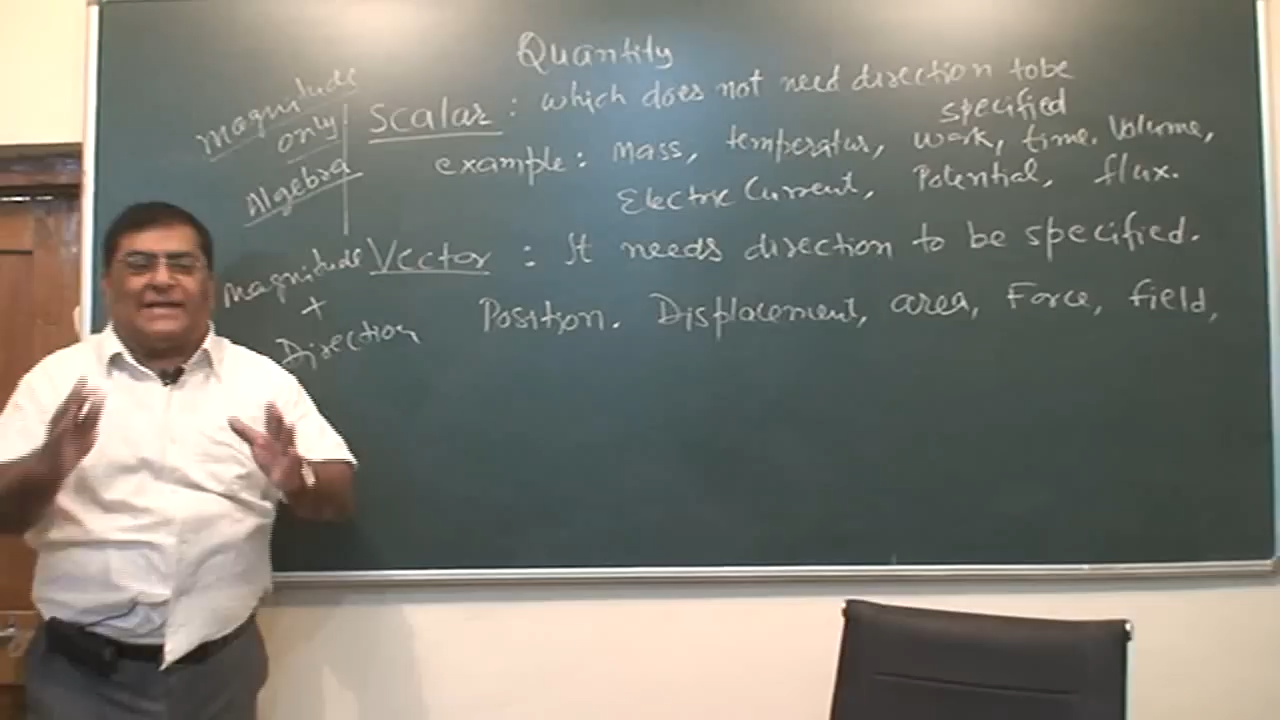 Quantity
magnitude
only
Algebra
Scalar : which does not need direction tobe
specified
example : Mass, temperatur, work, time. Volume,
Electric Current, Potential, flux.
magnitude
+
Direction
Vector : It needs direction to be specified.
Position. Displacement, area, Force, field,